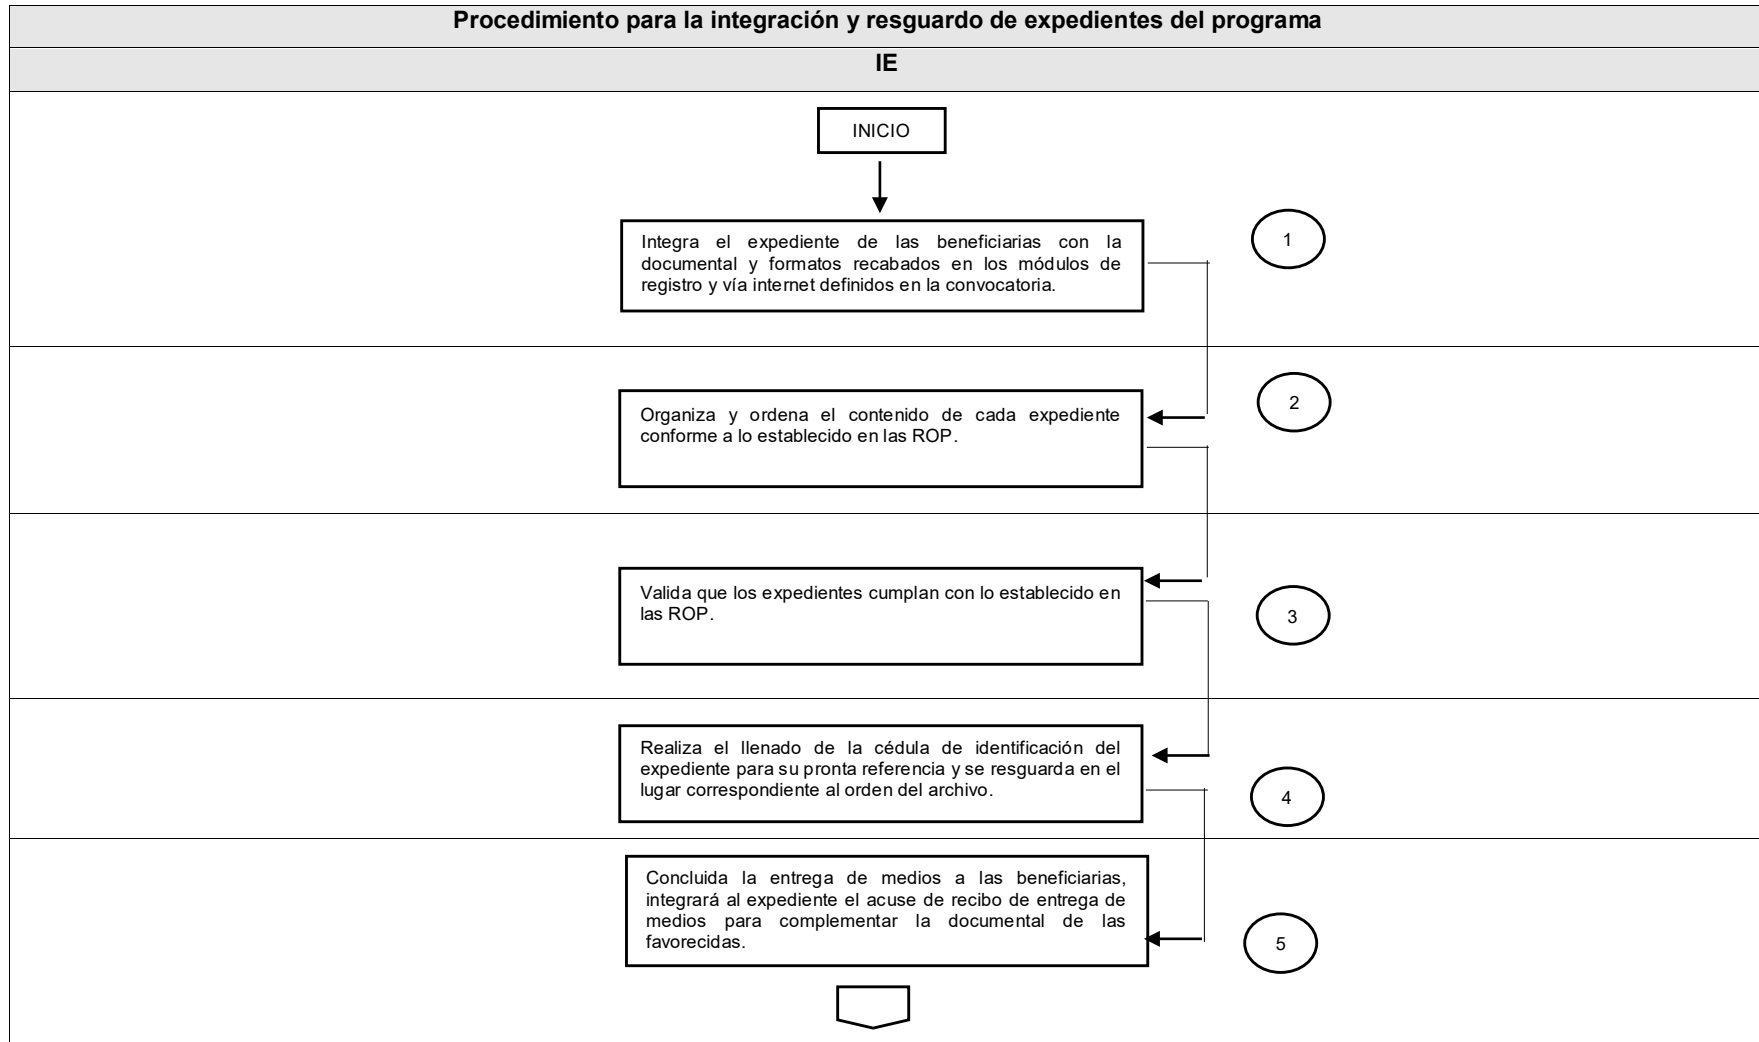 Procedimiento para la integración y resguardo de expedientes del programa
IE
INICIO
Integra el expediente de las beneficiarias con la
documental y formatos recabados en los módulos de
registro y vía internet definidos en la convocatoria.
1
Organiza y ordena el contenido de cada expediente
conforme a lo establecido en las ROP.
2
Valida que los expedientes cumplan con lo establecido en
las ROP.
3
Realiza el llenado de la cédula de identificación del
expediente para su pronta referencia y se resguarda en el
lugar correspondiente al orden del archivo.
4
Concluida la entrega de medios a las beneficiarias,
integrará al expediente el acuse de recibo de entrega de
medios para complementar la documental de las
favorecidas.
5